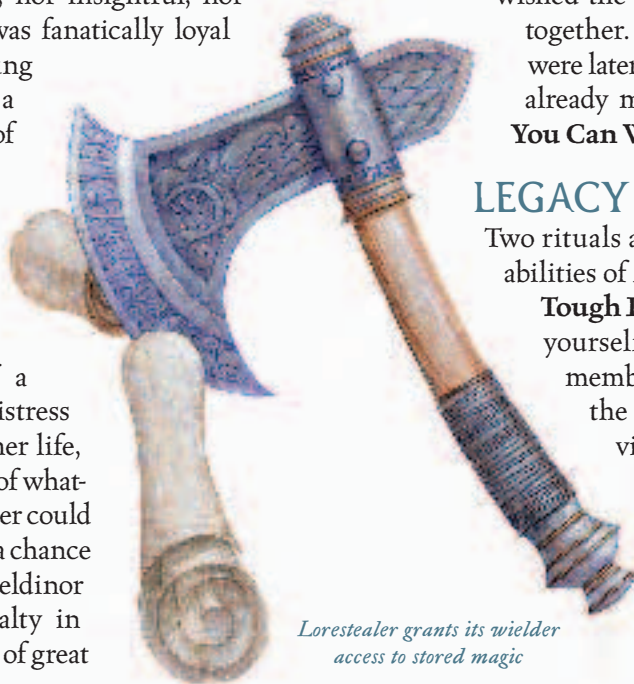 nor insightful, nor
was fanatically loyal
a
of
a
istress
her life,
of what-
er could
a chance
eldinor
alty in
of great
wished the
together.
were later
already m
You Can W
LEGACY
Two rituals a
abilities of
Tough
yoursel
memb
the
vi
Lorestealer grants its wielder
access to stored magic